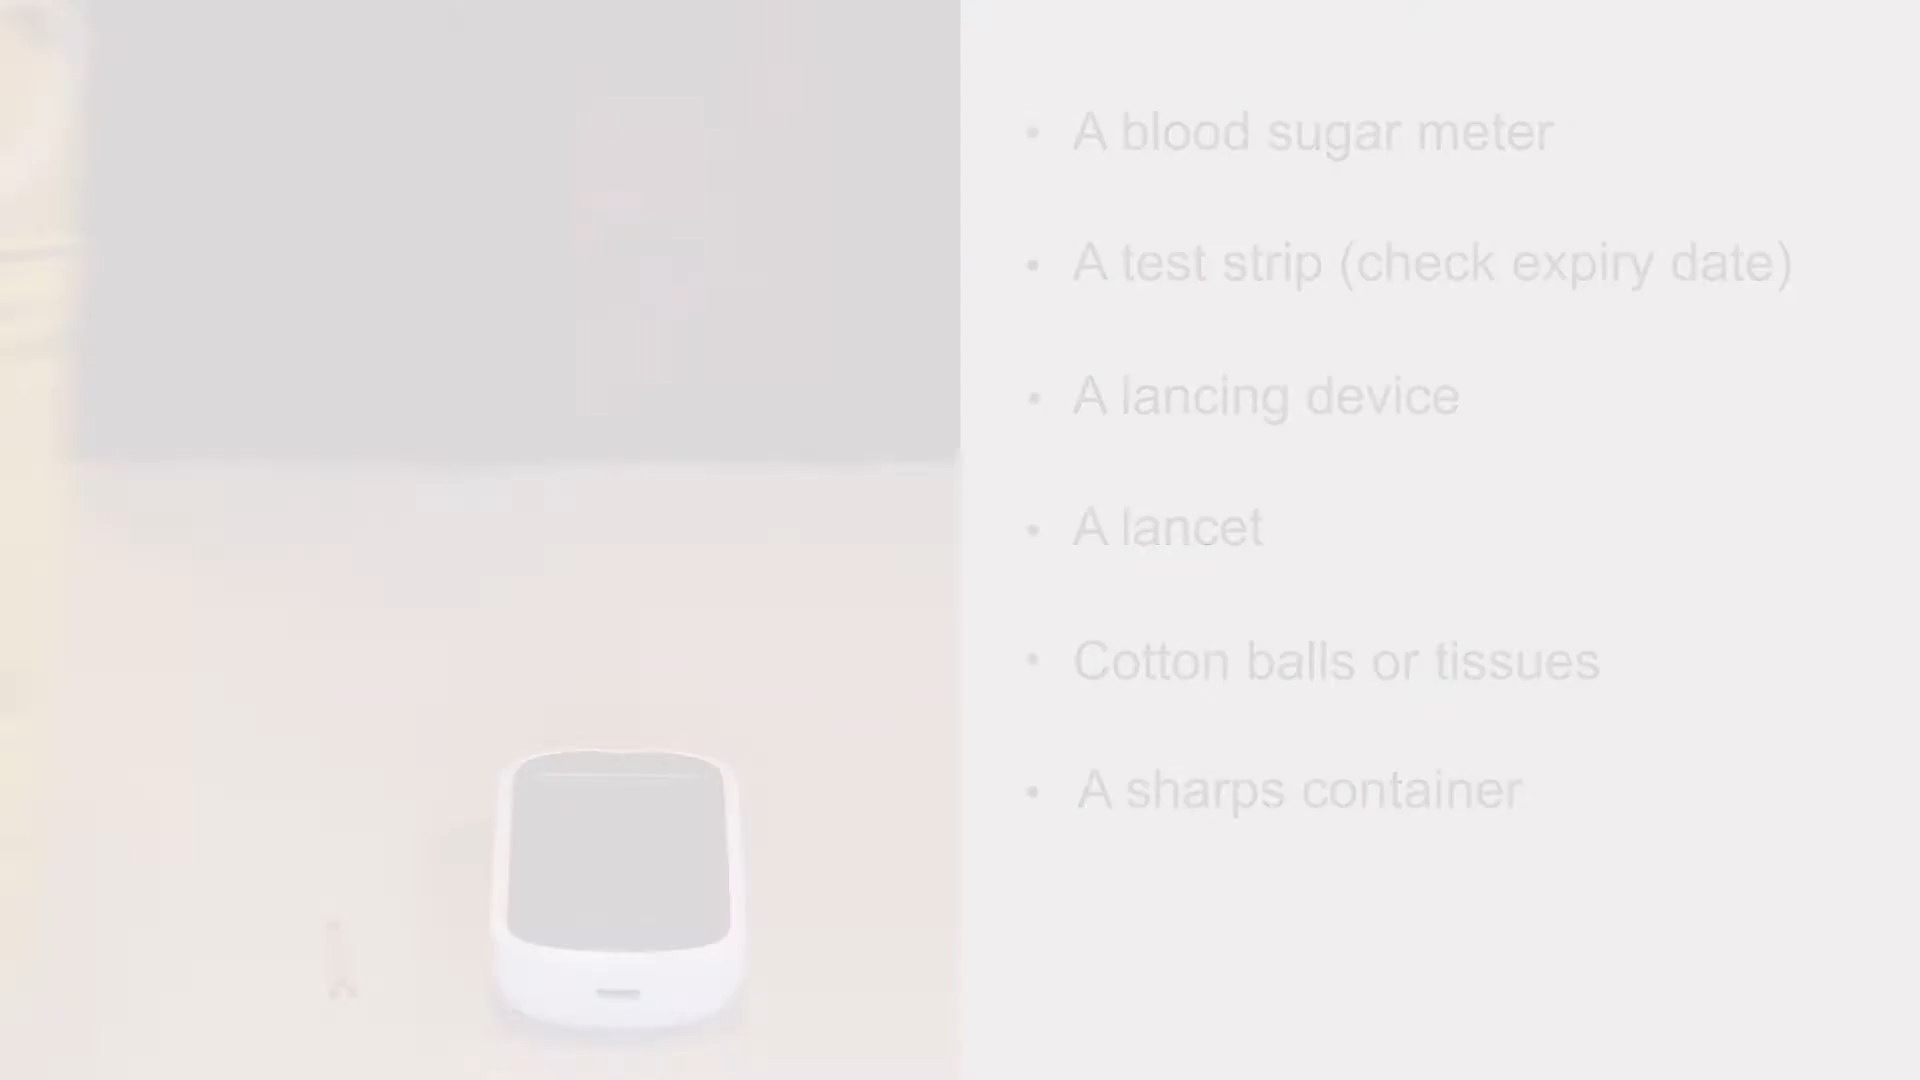 • A blood sugar meter
• A test strip (check expiry date)
• A lancing device
• A lancet
• Cotton balls or tissues
• A sharps container